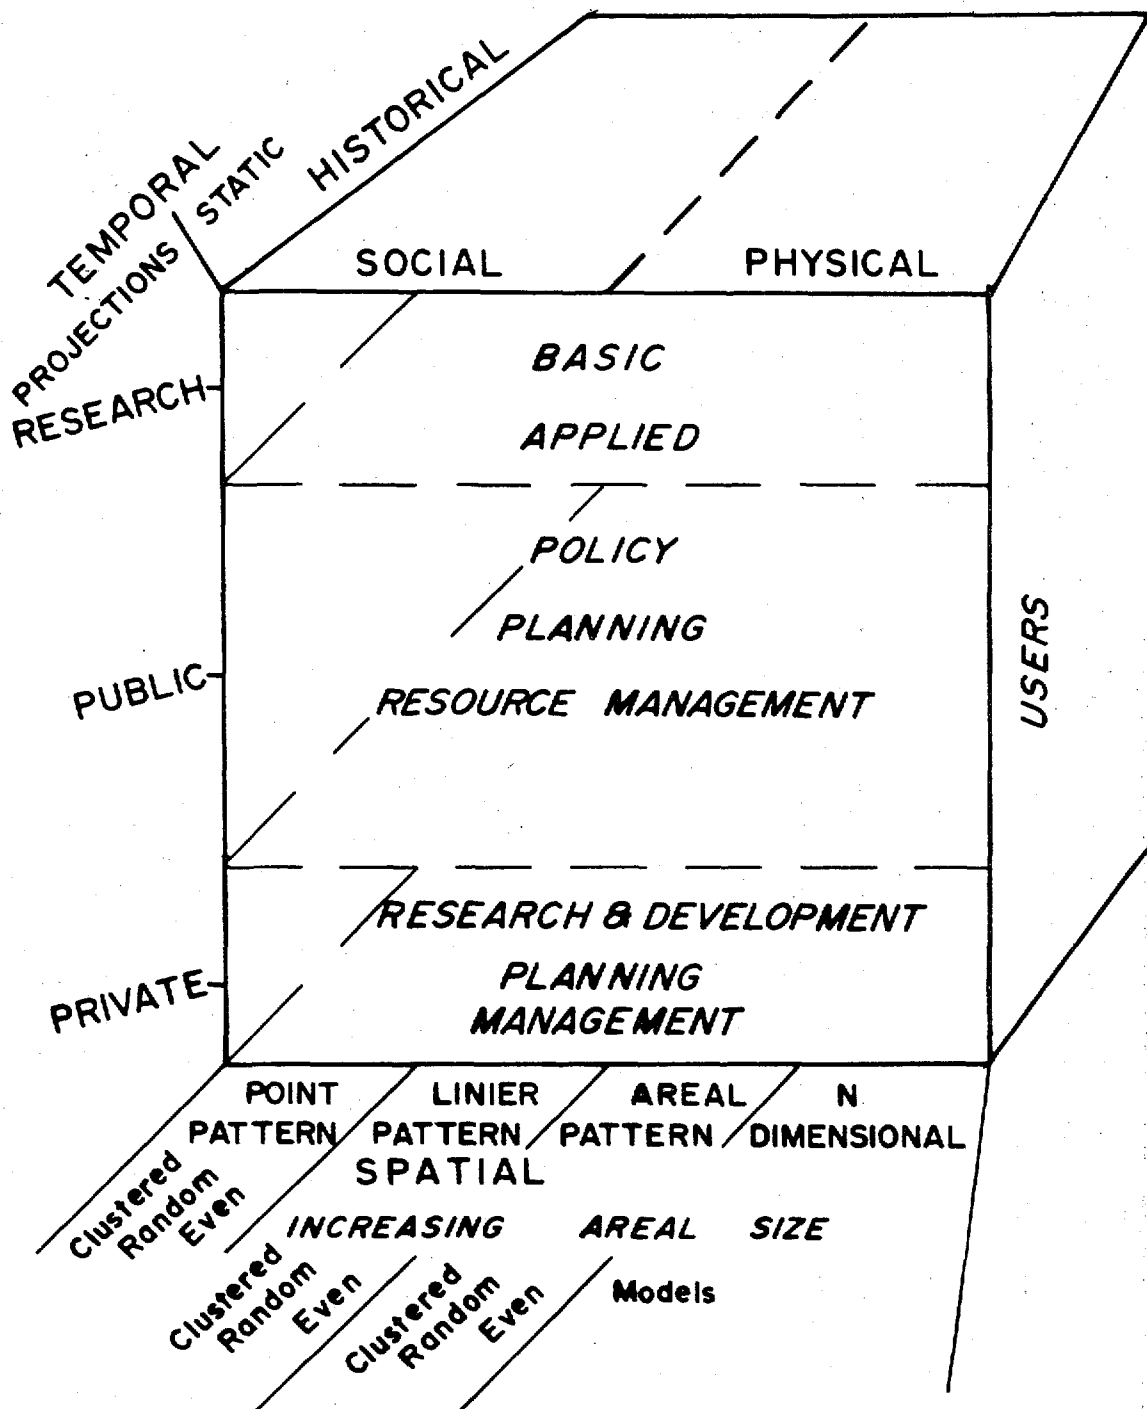 TEMPORAL
PROJECTIONS STATIC HISTORICAL
SOCIAL PHYSICAL
RESEARCH
BASIC
APPLIED
PUBLIC
POLICY
PLANNING
RESOURCE MANAGEMENT
USERS
PRIVATE
RESEARCH & DEVELOPMENT
PLANNING
MANAGEMENT
POINT
PATTERN
LINIER
PATTERN
AREAL
PATTERN
N
DIMENSIONAL
SPATIAL
INCREASING AREAL SIZE
Clustered
Random
Even
Clustered
Random
Even
Clustered
Random
Even
Models